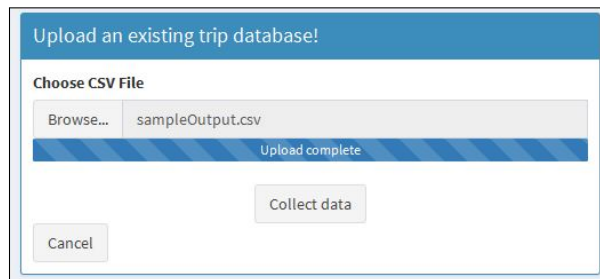 Upload an existing trip database!
Choose CSV File
Browse... sampleOutput.csv
Upload complete
Collect data
Cancel